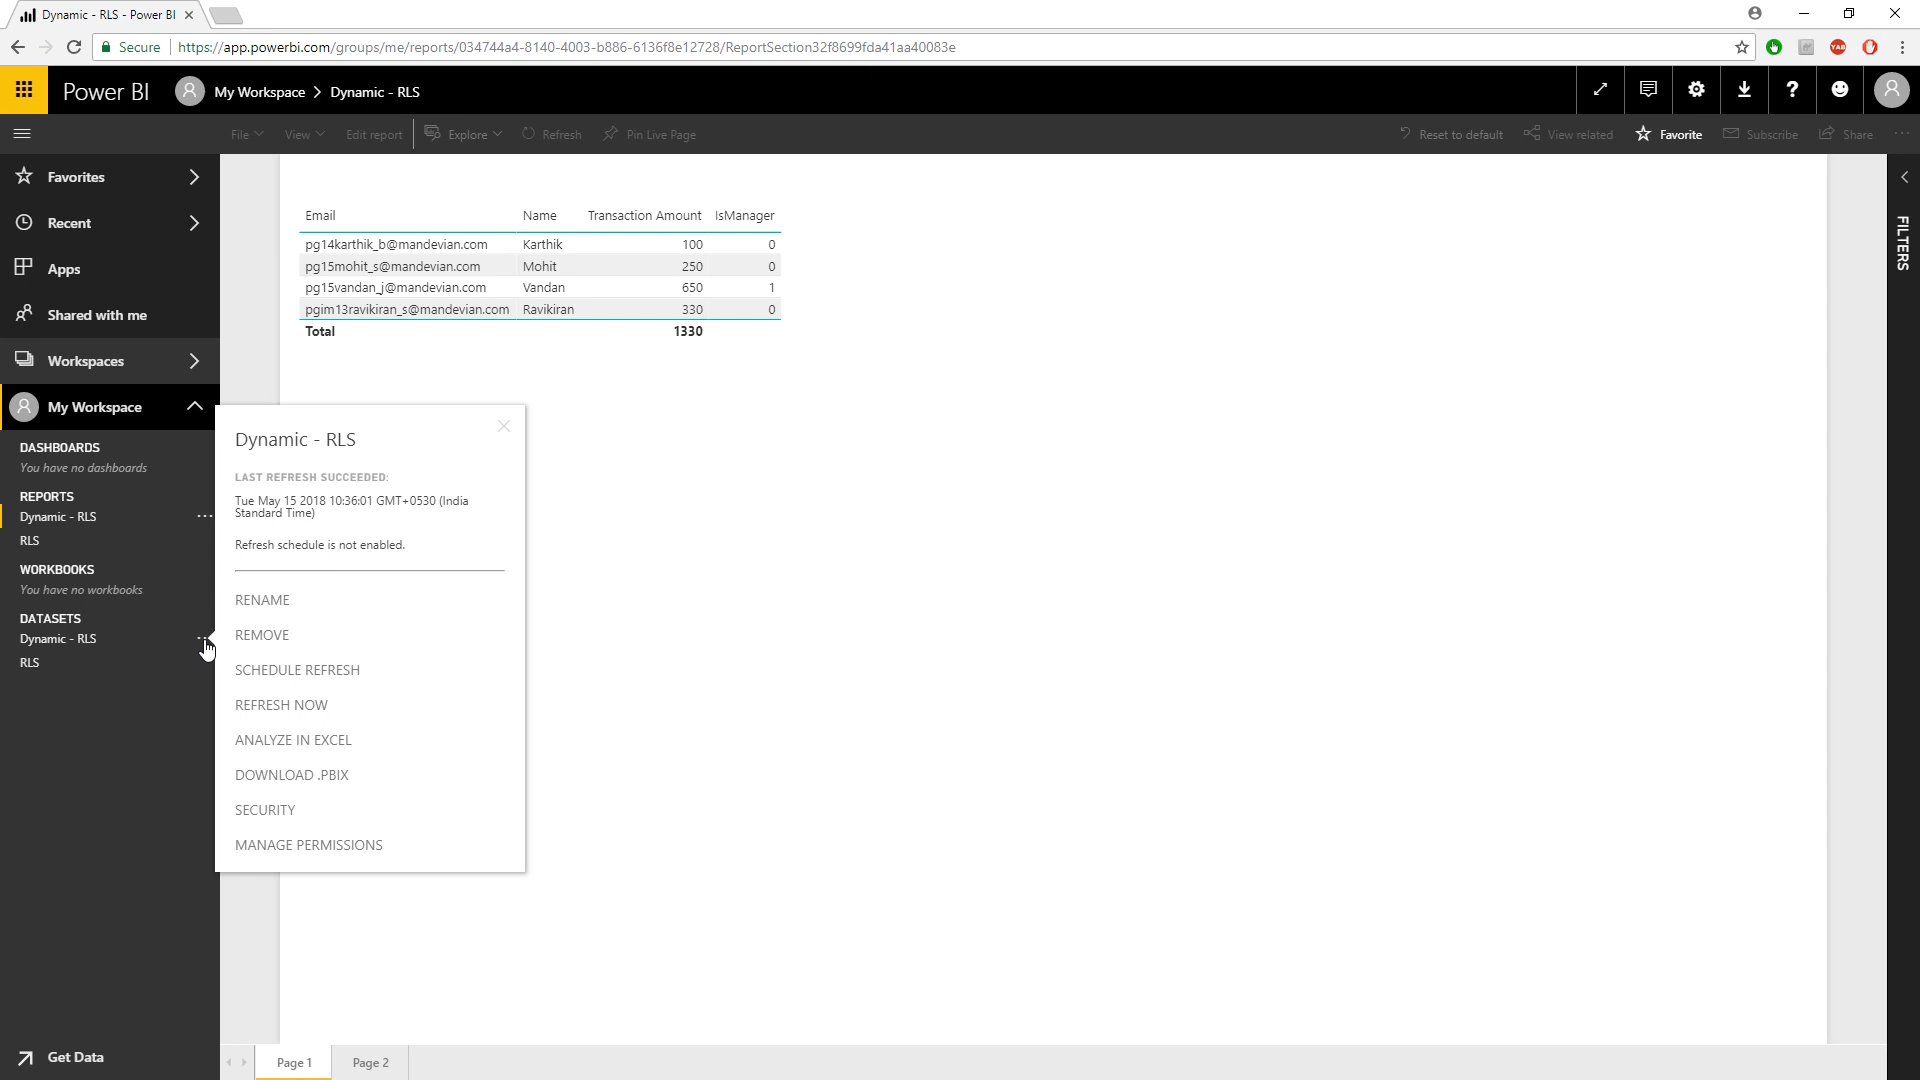 Dynamic - RLS - Power BI
Secure https://app.powerbi.com/groups/me/reports/034744a4-8140-4003-b886-6136f8e12728/ReportSection32f8699fda41aa40083e
YAB
Power BI My Workspace > Dynamic - RLS
File View Edit report Explore Refresh Pin Live Page Reset to default View related Favorite Subscribe Share
Favorites
Recent
Apps
Shared with me
Workspaces
My Workspace
DASHBOARDS
You have no dashboards
REPORTS
Dynamic - RLS
RLS
WORKBOOKS
You have no workbooks
DATASETS
Dynamic - RLS
RLS
Get Data
Email Name Transaction Amount IsManager
pg14karthik_b@mandevian.com Karthik 100 0
pg15mohit_s@mandevian.com Mohit 250 0
pg15vandan_j@mandevian.com Vandan 650 1
pgim13ravikiran_s@mandevian.com Ravikiran 330 0
Total 1330
Dynamic - RLS
LAST REFRESH SUCCEEDED:
Tue May 15 2018 10:36:01 GMT+0530 (India
Standard Time)
Refresh schedule is not enabled.
RENAME
REMOVE
SCHEDULE REFRESH
REFRESH NOW
ANALYZE IN EXCEL
DOWNLOAD .PBIX
SECURITY
MANAGE PERMISSIONS
FILTERS
Page 1 Page 2